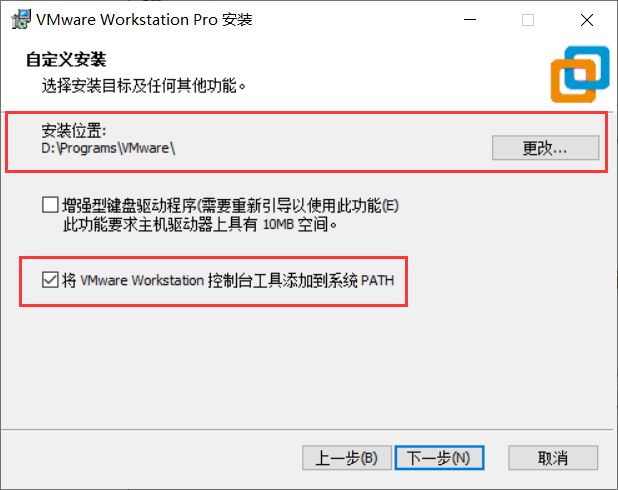 VMware Workstation Pro 安装
自定义安装
选择安装目标及任何其他功能。
安装位置:
D:\Programs\VMware\
更改...
增强型键盘驱动程序(需要重新引导以使用此功能(E)
此功能要求主机驱动器上具有 10MB 空间。
将 VMware Workstation 控制台工具添加到系统 PATH
上一步(B)
下一步(N)
取消